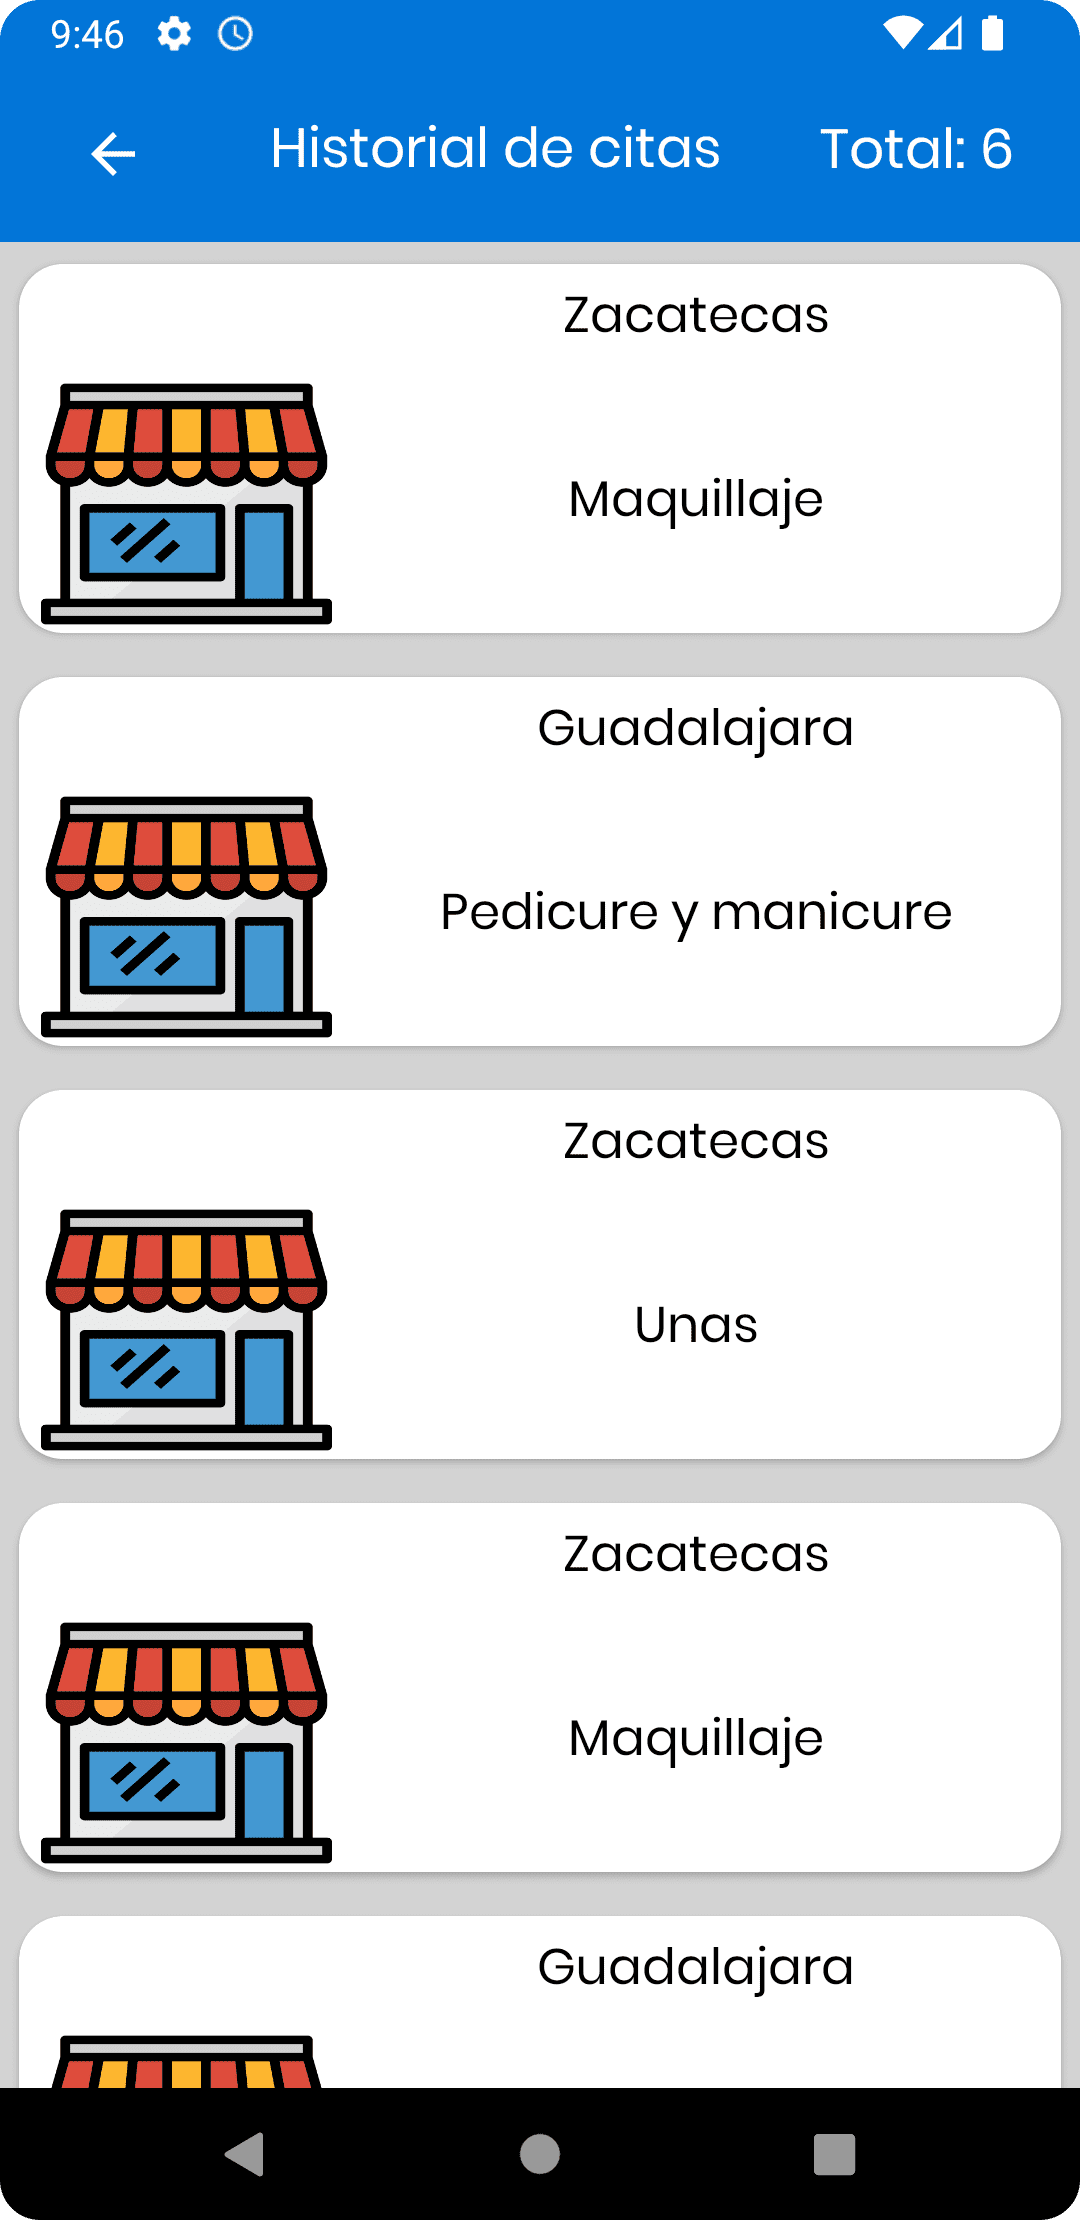 9:46
Historial de citas
Total: 6
Zacatecas
Maquillaje
Guadalajara
Pedicure y manicure
Zacatecas
Unas
Zacatecas
Maquillaje
Guadalajara